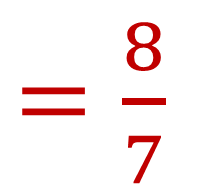 = 8/7